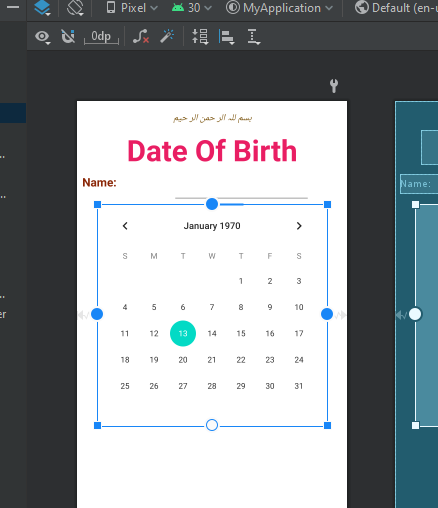 Pixel 30 MyApplication Default (en-u
0dp
بسم لله الرحمن الرحيم
Date Of Birth
Name:
Name:
January 1970
S M T W T F S
1 2 3
4 5 6 7 8 9 10
11 12 13 14 15 16 17
18 19 20 21 22 23 24
25 26 27 28 29 30 31
er